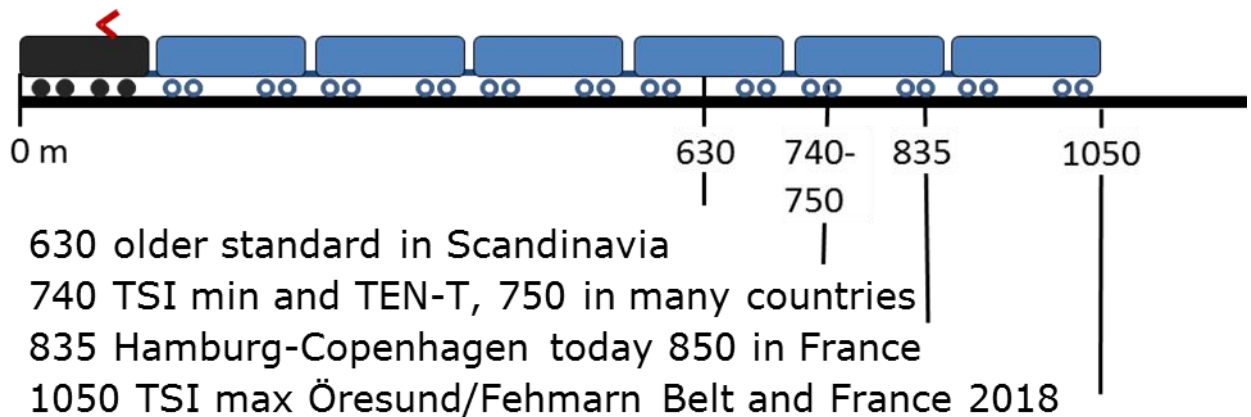 0 m
630
740-
750
835
1050
630 older standard in Scandinavia
740 TSI min and TEN-T, 750 in many countries
835 Hamburg-Copenhagen today 850 in France
1050 TSI max Öresund/Fehmarn Belt and France 2018